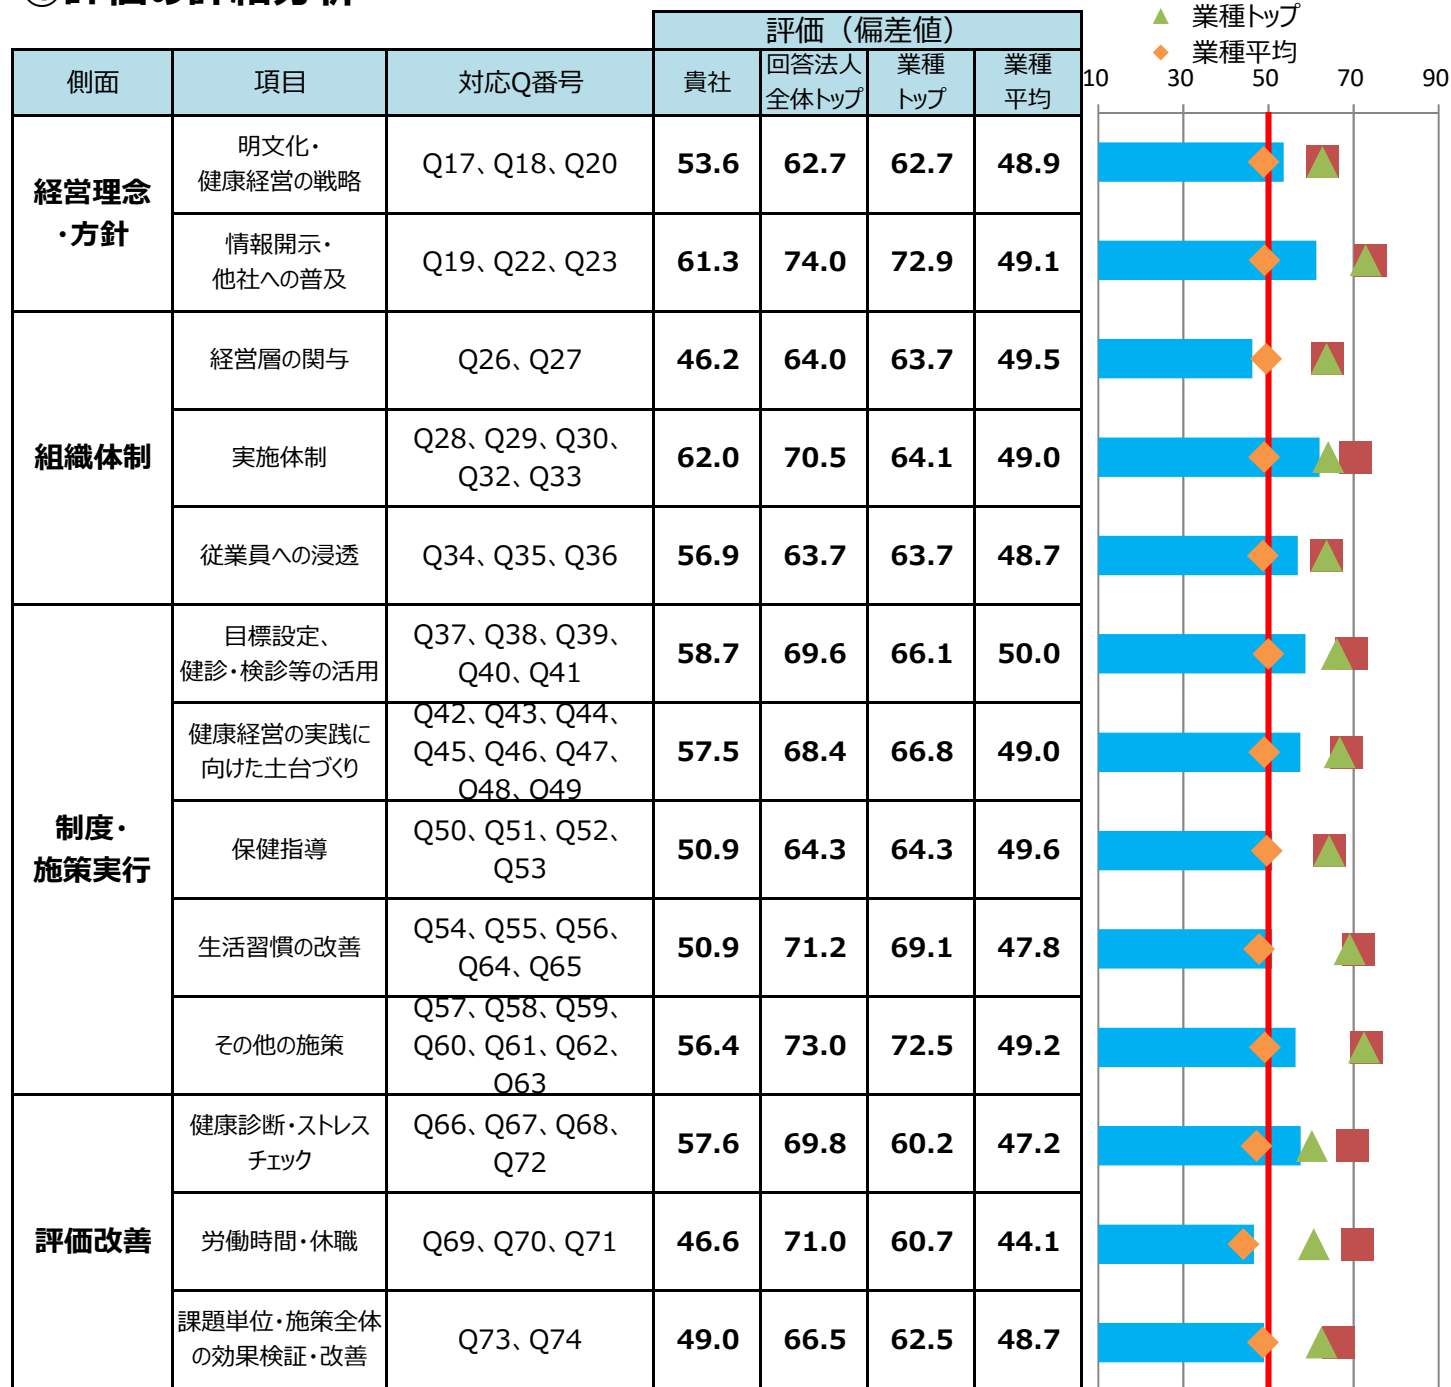 評価（偏差値）
側面 項目 対応Q番号 貴社 回答法人全体トップ 業種トップ 業種平均
▲ 業種トップ
◆ 業種平均
10 30 50 70 90
経営理念・方針
明文化・健康経営の戦略 Q17、Q18、Q20 53.6 62.7 62.7 48.9
情報開示・他社への普及 Q19、Q22、Q23 61.3 74.0 72.9 49.1
組織体制
経営層の関与 Q26、Q27 46.2 64.0 63.7 49.5
実施体制 Q28、Q29、Q30、Q32、Q33 62.0 70.5 64.1 49.0
従業員への浸透 Q34、Q35、Q36 56.9 63.7 63.7 48.7
制度・施策実行
目標設定、健診・検診等の活用 Q37、Q38、Q39、Q40、Q41 58.7 69.6 66.1 50.0
健康経営の実践に向けた土台づくり Q42、Q43、Q44、Q45、Q46、Q47、Q48、Q49 57.5 68.4 66.8 49.0
保健指導 Q50、Q51、Q52、Q53 50.9 64.3 64.3 49.6
生活習慣の改善 Q54、Q55、Q56、Q64、Q65 50.9 71.2 69.1 47.8
その他の施策 Q57、Q58、Q59、Q60、Q61、Q62、Q63 56.4 73.0 72.5 49.2
評価改善
健康診断・ストレスチェック Q66、Q67、Q68、Q72 57.6 69.8 60.2 47.2
労働時間・休職 Q69、Q70、Q71 46.6 71.0 60.7 44.1
課題単位・施策全体の効果検証・改善 Q73、Q74 49.0 66.5 62.5 48.7